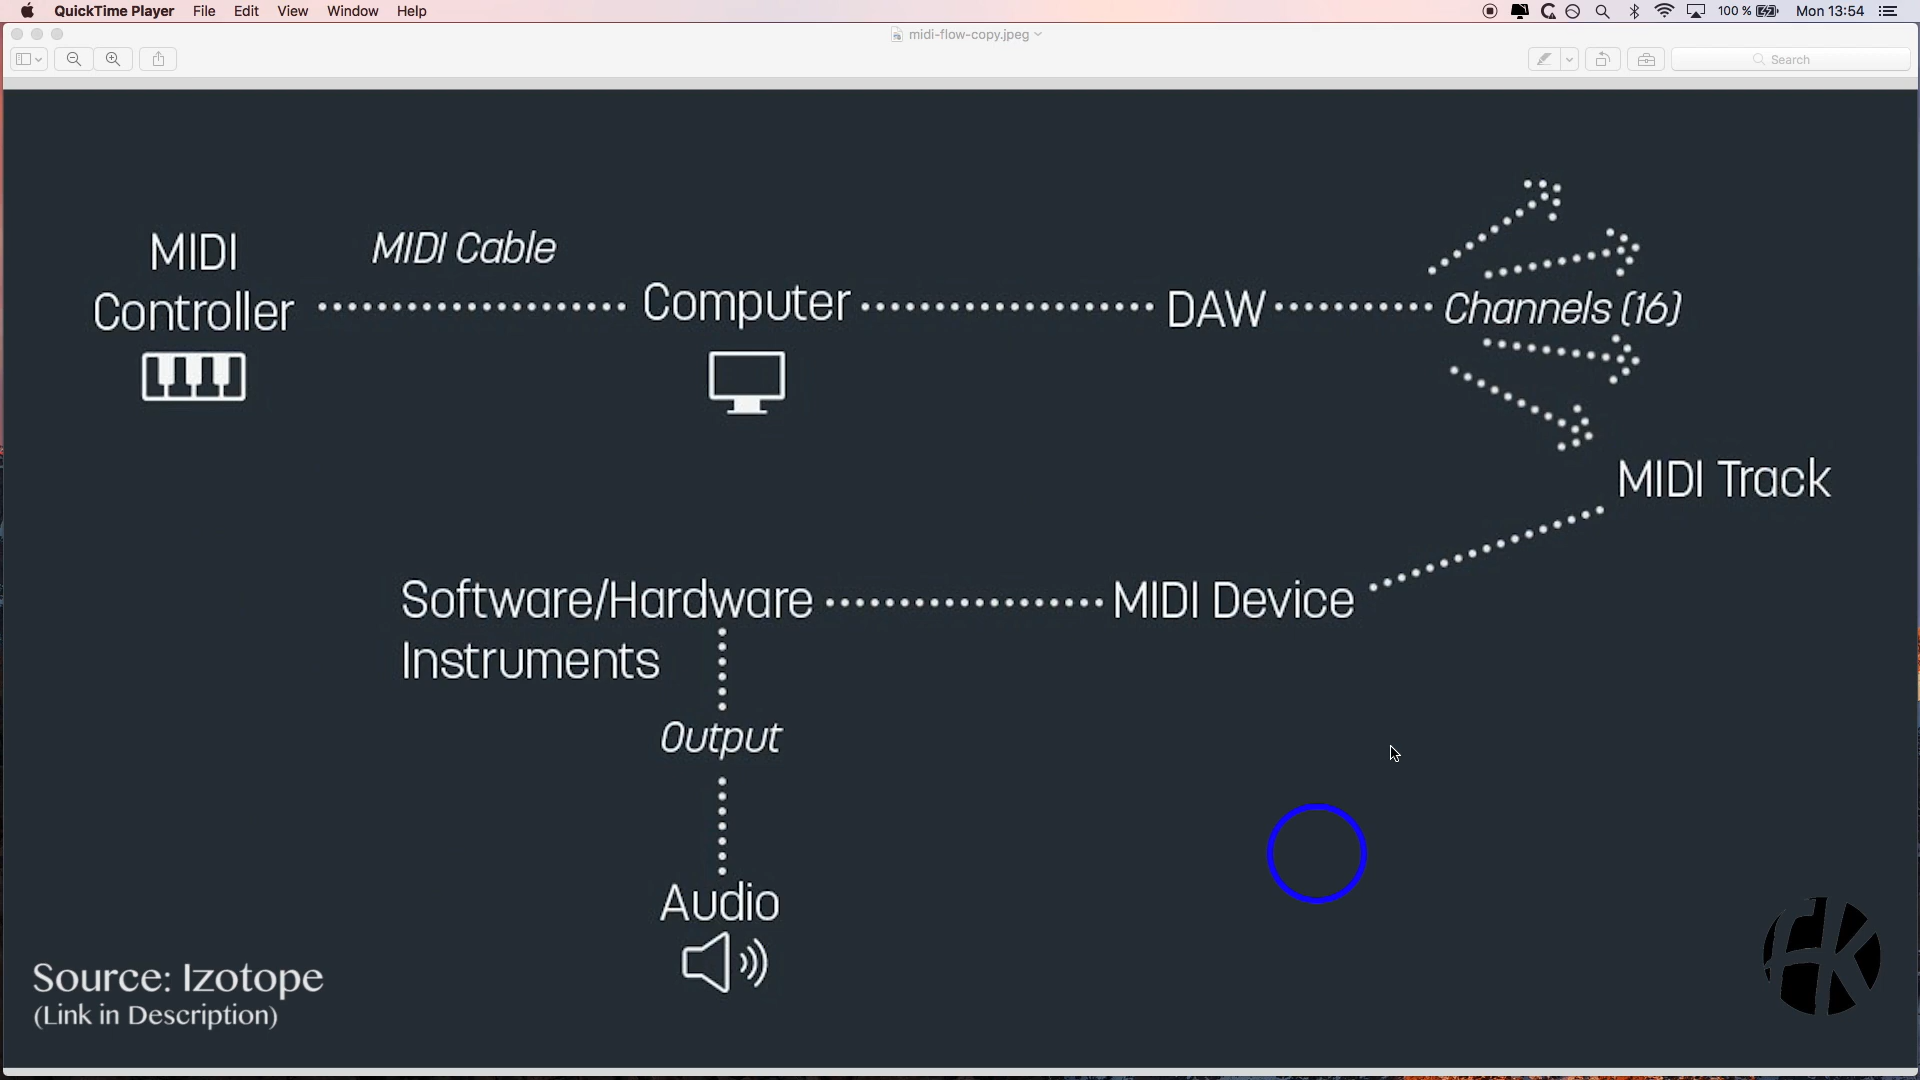 QuickTime Player File Edit View Window Help 100 % Mon 13:54
midi-flow-copy.jpeg
Search
MIDI
Controller
MIDI Cable
Computer
DAW
Channels (16)
MIDI Track
MIDI Device
Software/Hardware
Instruments
Output
Audio
Source: Izotope
(Link in Description)
HK